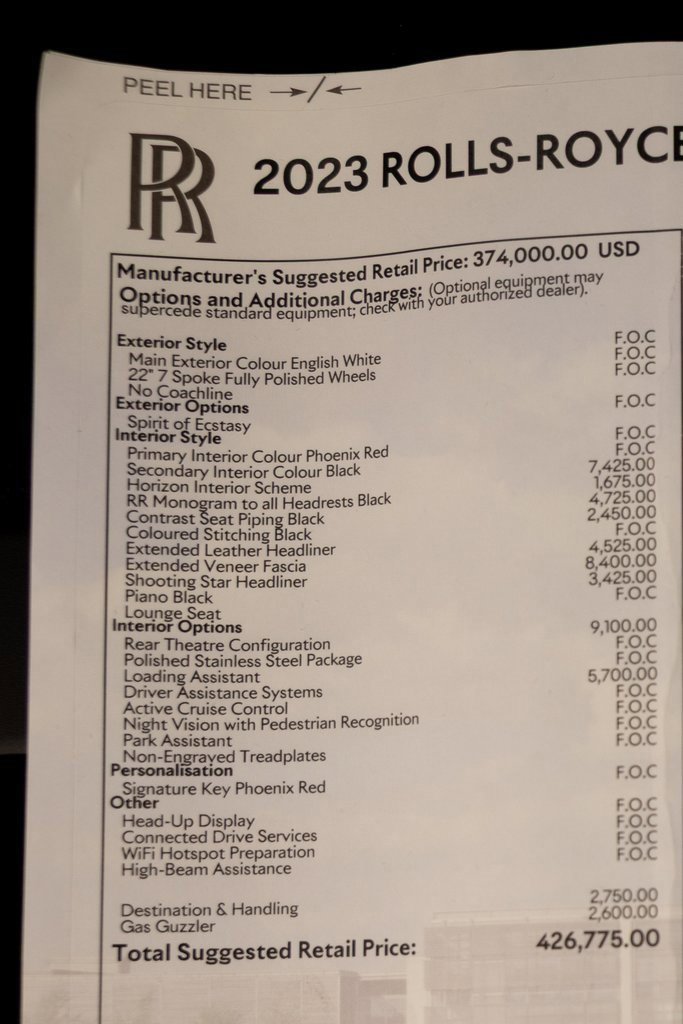 PEEL HERE →/←
RR 2023 ROLLS-ROYCE
Manufacturer's Suggested Retail Price: 374,000.00 USD
Options and Additional Charges; (Optional equipment may
supercede standard equipment; check with your authorized dealer).
Exterior Style
Main Exterior Colour English White F.O.C
22" 7 Spoke Fully Polished Wheels F.O.C
No Coachline F.O.C
Exterior Options
Spirit of Ecstasy F.O.C
Interior Style
Primary Interior Colour Phoenix Red F.O.C
Secondary Interior Colour Black F.O.C
Horizon Interior Scheme 7,425.00
RR Monogram to all Headrests Black 1,675.00
Contrast Seat Piping Black 4,725.00
Coloured Stitching Black 2,450.00
Extended Leather Headliner F.O.C
Extended Veneer Fascia 4,525.00
Shooting Star Headliner 8,400.00
Piano Black 3,425.00
Lounge Seat F.O.C
Interior Options
Rear Theatre Configuration 9,100.00
Polished Stainless Steel Package F.O.C
Loading Assistant F.O.C
Driver Assistance Systems 5,700.00
Active Cruise Control F.O.C
Night Vision with Pedestrian Recognition F.O.C
Park Assistant F.O.C
Non-Engraved Treadplates F.O.C
Personalisation
Signature Key Phoenix Red F.O.C
Other
Head-Up Display F.O.C
Connected Drive Services F.O.C
WiFi Hotspot Preparation F.O.C
High-Beam Assistance F.O.C
Destination & Handling 2,750.00
Gas Guzzler 2,600.00
Total Suggested Retail Price: 426,775.00